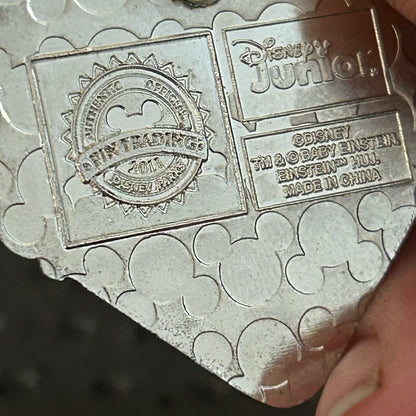 AUTHENTIC OFFICIAL
PIN TRADING
2011
DISNEY PARKS
Disney
Junior
©DISNEY
TM & © BABY EINSTEIN,
EINSTEIN™ HUJ.
MADE IN CHINA